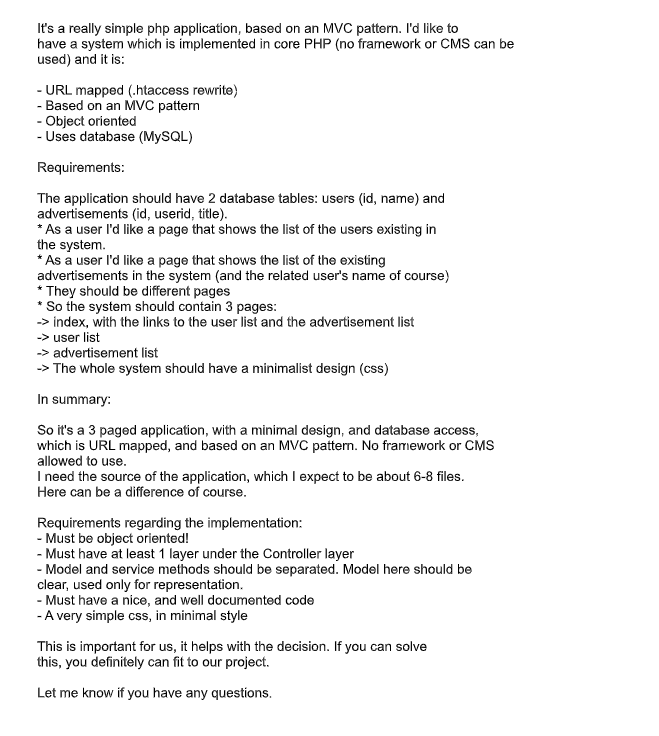 It's a really simple php application, based on an MVC pattern. I'd like to
have a system which is implemented in core PHP (no framework or CMS can be
used) and it is:
- URL mapped (.htaccess rewrite)
- Based on an MVC pattern
- Object oriented
- Uses database (MySQL)
Requirements:
The application should have 2 database tables: users (id, name) and
advertisements (id, userid, title).
* As a user I'd like a page that shows the list of the users existing in
the system.
* As a user I'd like a page that shows the list of the existing
advertisements in the system (and the related user's name of course)
* They should be different pages
* So the system should contain 3 pages:
-> index, with the links to the user list and the advertisement list
-> user list
-> advertisement list
-> The whole system should have a minimalist design (css)
In summary:
So it's a 3 paged application, with a minimal design, and database access,
which is URL mapped, and based on an MVC pattern. No framework or CMS
allowed to use.
I need the source of the application, which I expect to be about 6-8 files.
Here can be a difference of course.
Requirements regarding the implementation:
- Must be object oriented!
- Must have at least 1 layer under the Controller layer
- Model and service methods should be separated. Model here should be
clear, used only for representation.
- Must have a nice, and well documented code
- A very simple css, in minimal style
This is important for us, it helps with the decision. If you can solve
this, you definitely can fit to our project.
Let me know if you have any questions.